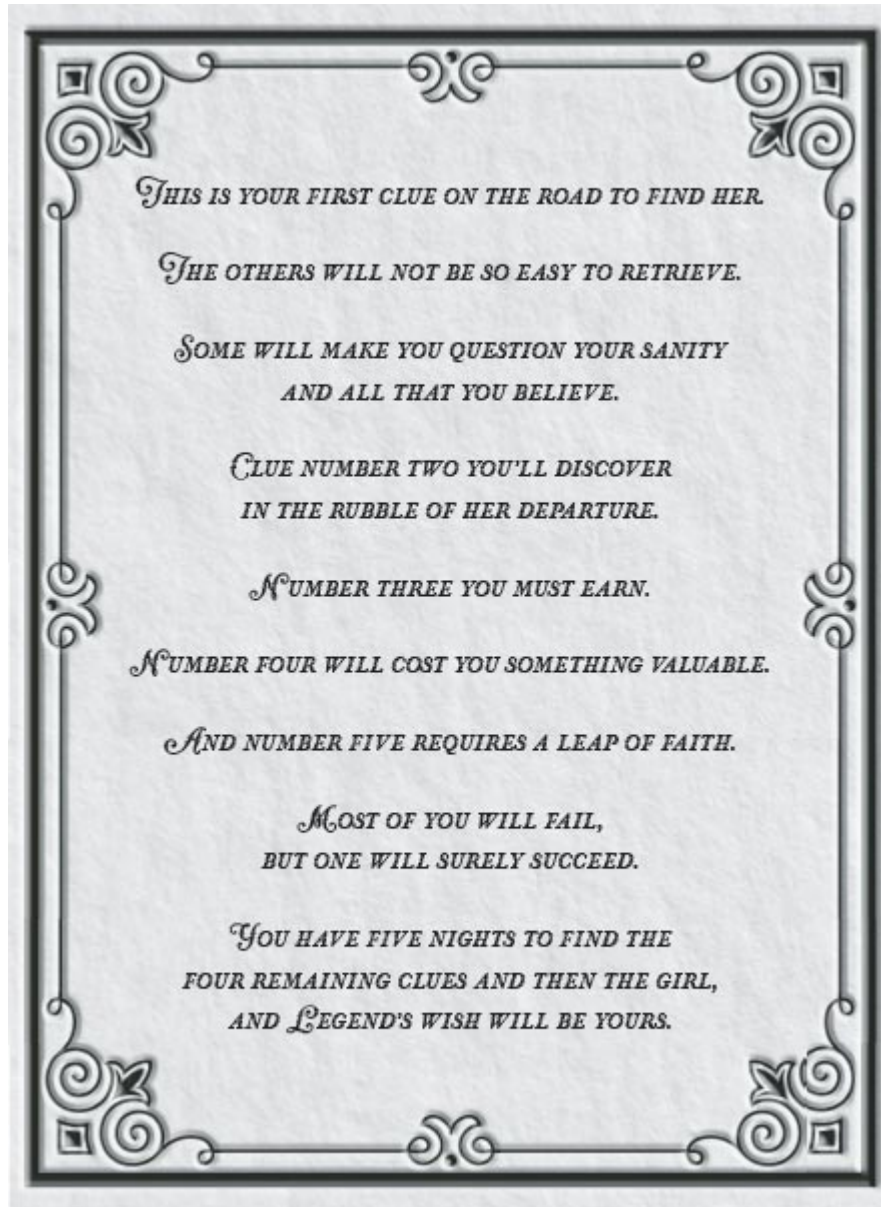 This is your first clue on the road to find her.
The others will not be so easy to retrieve.
Some will make you question your sanity
and all that you believe.
Clue number two you'll discover
in the rubble of her departure.
Number three you must earn.
Number four will cost you something valuable.
And number five requires a leap of faith.
Most of you will fail,
but one will surely succeed.
You have five nights to find the
four remaining clues and then the girl,
and Legend's wish will be yours.